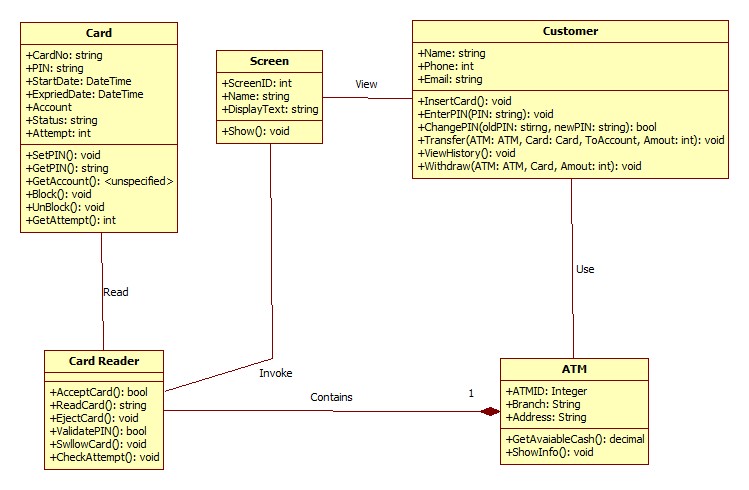 Card
+CardNo: string
+PIN: string
+StartDate: DateTime
+ExpriedDate: DateTime
+Account
+Status: string
+Attempt: int
+SetPIN(): void
+GetPIN(): string
+GetAccount(): <unspecified>
+Block(): void
+UnBlock(): void
+GetAttempt(): int
Screen
+ScreenID: int
+Name: string
+DisplayText: string
+Show(): void
View
Customer
+Name: string
+Phone: int
+Email: string
+InsertCard(): void
+EnterPIN(PIN: string): void
+ChangePIN(oldPIN: stirng, newPIN: string): bool
+Transfer(ATM: ATM, Card: Card, ToAccount, Amout: int): void
+ViewHistory(): void
+Withdraw(ATM: ATM, Card, Amout: int): void
Read
Use
Card Reader
+AcceptCard(): bool
+ReadCard(): string
+EjectCard(): void
+ValidatePIN(): bool
+SwllowCard(): void
+CheckAttempt(): void
Invoke
Contains
1
ATM
+ATMID: Integer
+Branch: String
+Address: String
+GetAvaiableCash(): decimal
+ShowInfo(): void